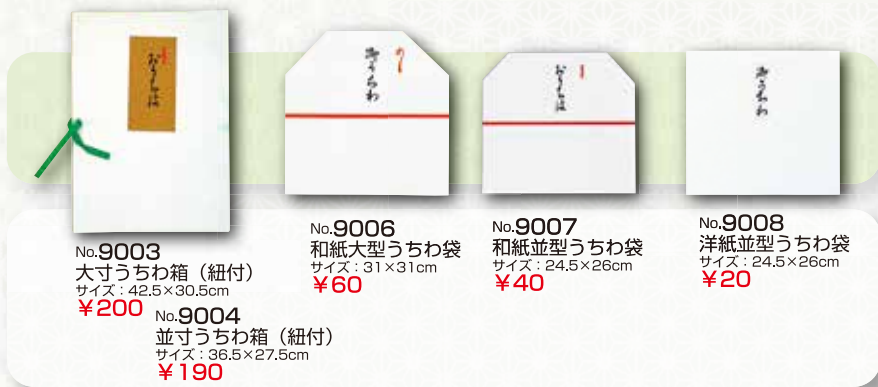 おうちは
のし
御うちわ
おうちは
御うちわ
No.9003
大寸うちわ箱（紐付）
サイズ：42.5×30.5cm
￥200
No.9004
並寸うちわ箱（紐付）
サイズ：36.5×27.5cm
￥190
No.9006
和紙大型うちわ袋
サイズ：31×31cm
￥60
No.9007
和紙並型うちわ袋
サイズ：24.5×26cm
￥40
No.9008
洋紙並型うちわ袋
サイズ：24.5×26cm
￥20